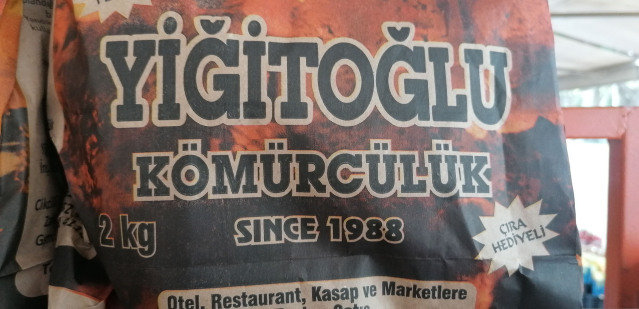 YİĞİTOĞLU
KÖMÜRCÜLÜK
2 kg
SINCE 1988
ÇIRA
HEDİYELİ
Otel, Restaurant, Kasap ve Marketlere